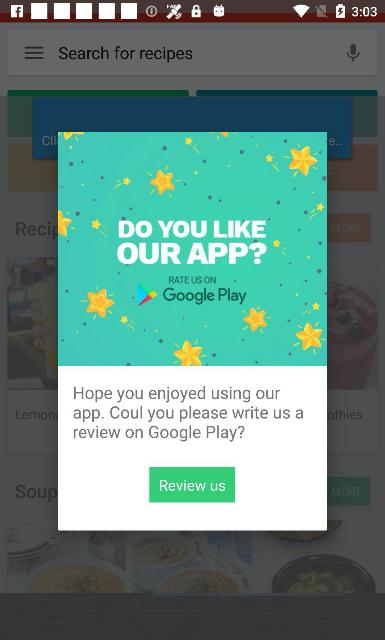 3:03
Search for recipes
DO YOU LIKE
OUR APP?
RATE US ON
Google Play
Recip
MORE
Hope you enjoyed using our
app. Coul you please write us a
review on Google Play?
Lemona
othies
Review us
Soup
MORE